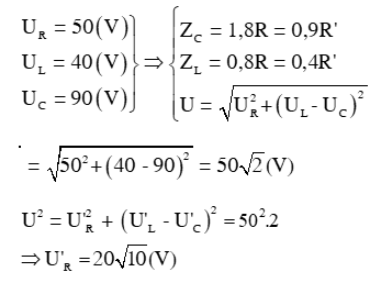 U_R = 50(V)
U_L = 40(V)
U_C = 90(V)
⇒
Z_C = 1,8R = 0,9R'
Z_L = 0,8R = 0,4R'
U = √(U_R² + (U_L - U_C)²)
.
= √(50² + (40 - 90)²) = 50√2(V)
U² = U'_R² + (U'_L - U'_C)² = 50².2
⇒ U'_R = 20√10(V)